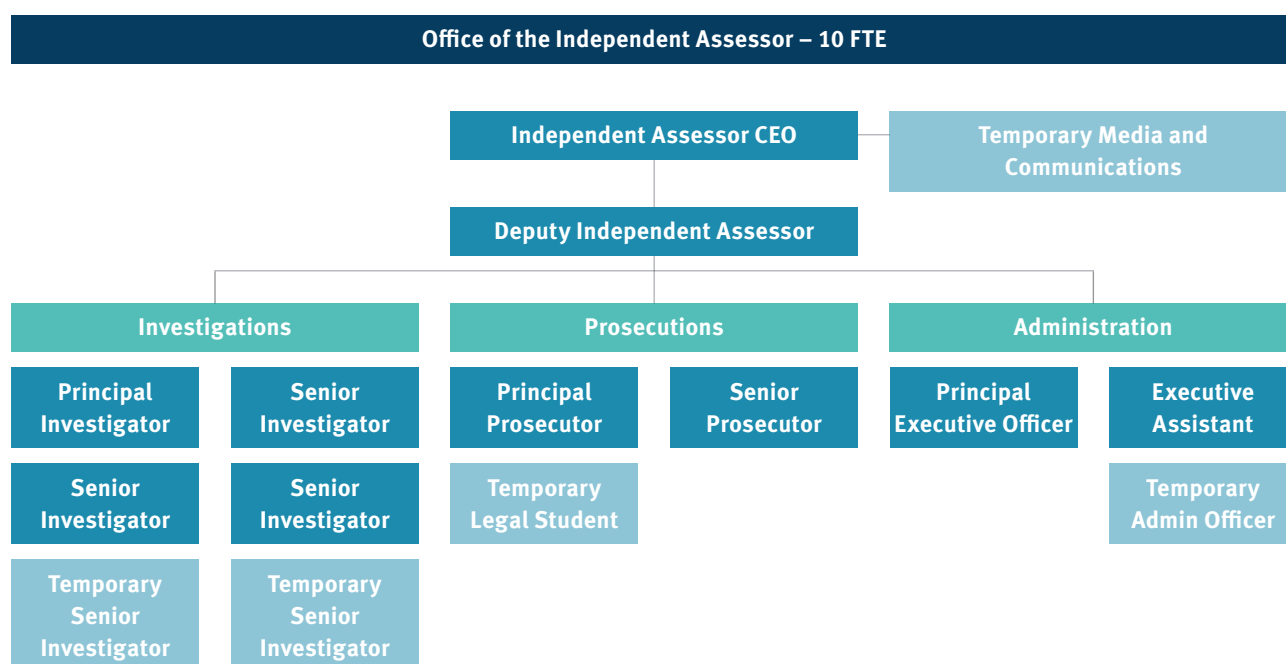 Office of the Independent Assessor – 10 FTE
Independent Assessor CEO
Temporary Media and
Communications
Deputy Independent Assessor
Investigations
Prosecutions
Administration
Principal
Investigator
Senior
Investigator
Principal
Prosecutor
Senior
Prosecutor
Principal
Executive Officer
Executive
Assistant
Senior
Investigator
Senior
Investigator
Temporary
Legal Student
Temporary
Admin Officer
Temporary
Senior
Investigator
Temporary
Senior
Investigator